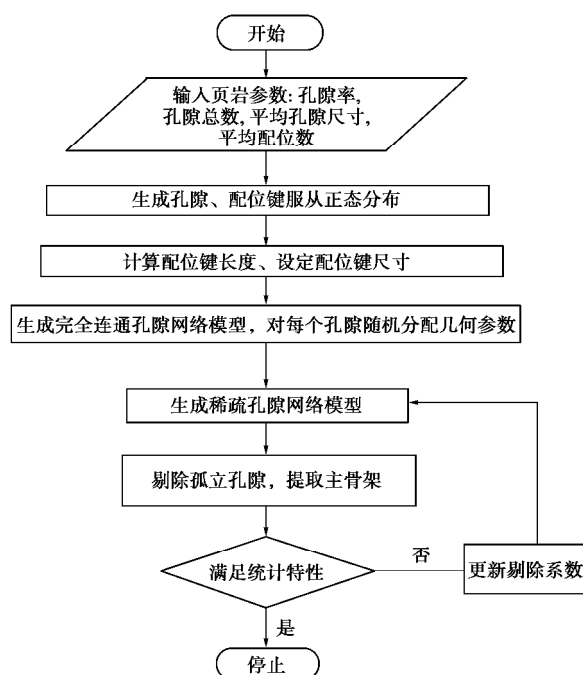 开始
输入页岩参数: 孔隙率,
孔隙总数, 平均孔隙尺寸,
平均配位数
生成孔隙、配位键服从正态分布
计算配位键长度、设定配位键尺寸
生成完全连通孔隙网络模型，对每个孔隙随机分配几何参数
生成稀疏孔隙网络模型
剔除孤立孔隙，提取主骨架
满足统计特性
否
更新剔除系数
是
停止